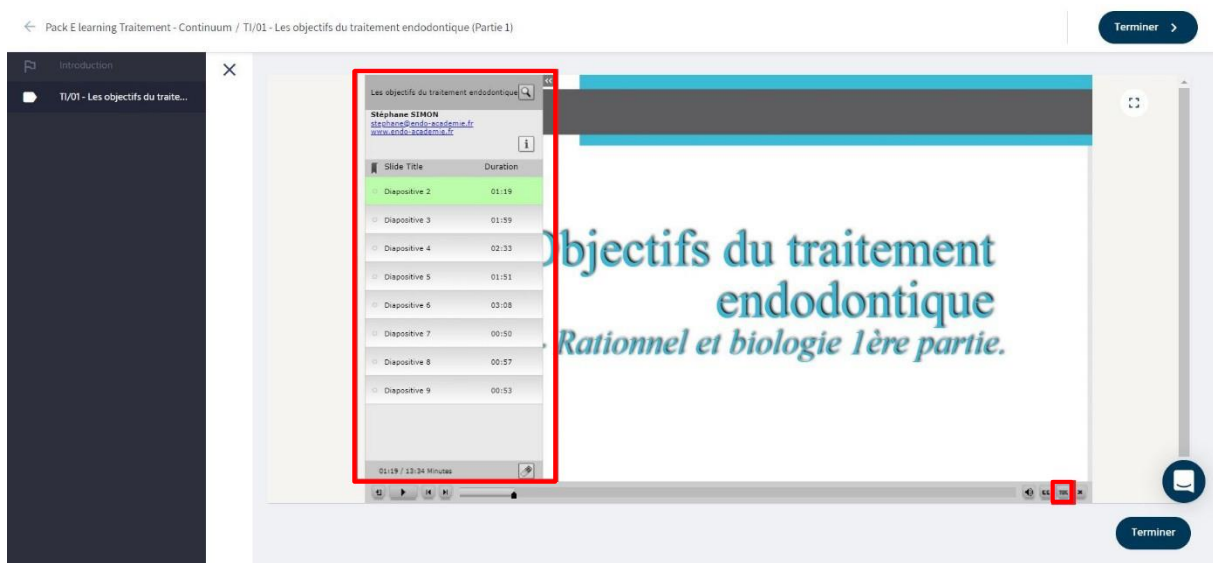 Pack E learning Traitement - Continuum / TI/01 - Les objectifs du traitement endodontique (Partie 1)
Terminer
Introduction
TI/01 - Les objectifs du traite...
Les objectifs du traitement endodontique
Stéphane SIMON
stephane@endo-academie.fr
www.endo-academie.fr
i
Slide Title Duration
Diapositive 2 01:19
Diapositive 3 01:59
Diapositive 4 02:33
Diapositive 5 01:51
Diapositive 6 03:08
Diapositive 7 00:50
Diapositive 8 00:57
Diapositive 9 00:53
01:19 / 13:34 Minutes
Objectifs du traitement
endodontique
. Rationnel et biologie 1ère partie.
CC
Terminer